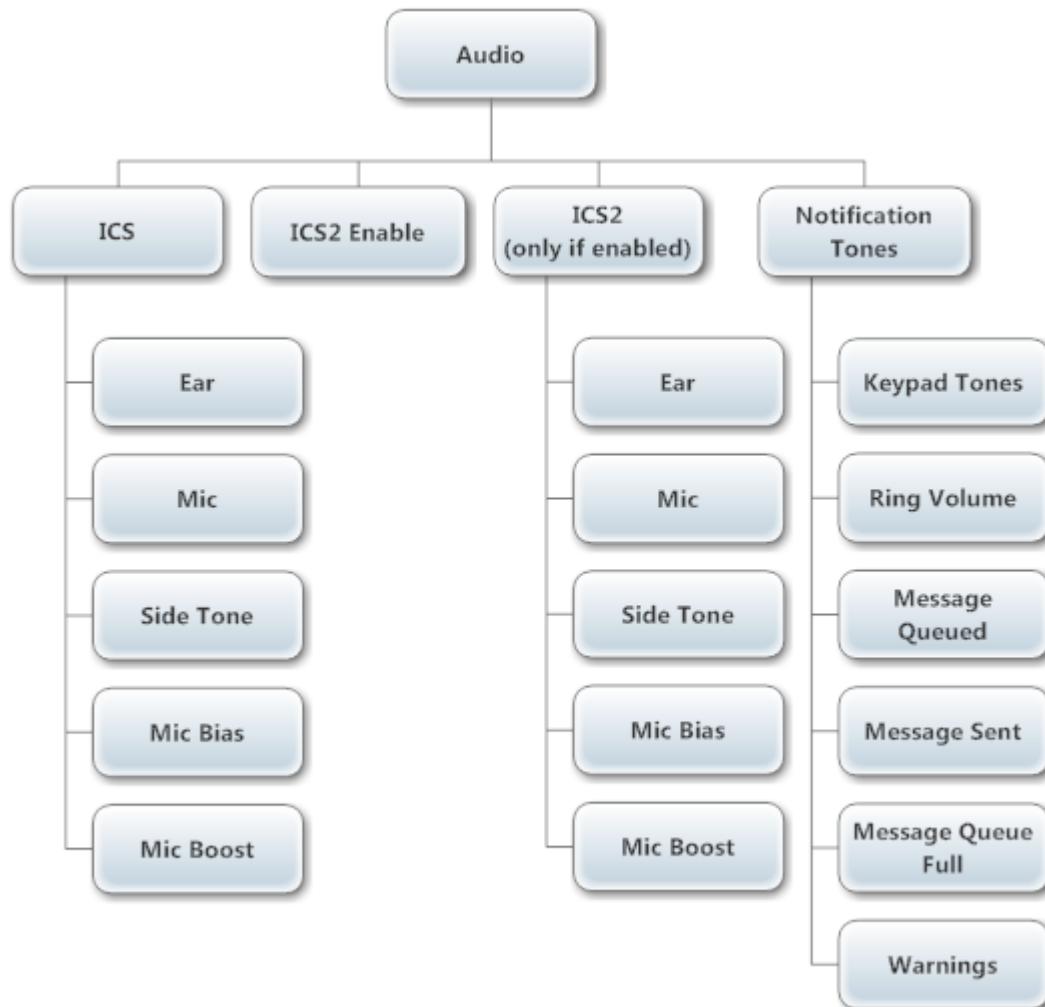 Audio
ICS
ICS2 Enable
ICS2
(only if enabled)
Notification
Tones
Ear
Mic
Side Tone
Mic Bias
Mic Boost
Ear
Mic
Side Tone
Mic Bias
Mic Boost
Keypad Tones
Ring Volume
Message
Queued
Message Sent
Message Queue
Full
Warnings